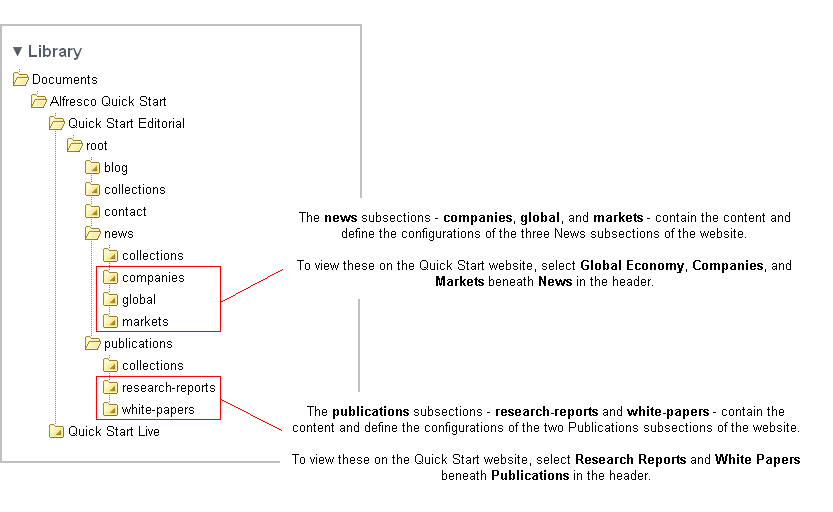 Library
Documents
Alfresco Quick Start
Quick Start Editorial
root
blog
collections
contact
news
collections
companies
global
markets
publications
collections
research-reports
white-papers
Quick Start Live
The news subsections - companies, global, and markets - contain the content and
define the configurations of the three News subsections of the website.
To view these on the Quick Start website, select Global Economy, Companies, and
Markets beneath News in the header.
The publications subsections - research-reports and white-papers - contain the
content and define the configurations of the two Publications subsections of the website.
To view these on the Quick Start website, select Research Reports and White Papers
beneath Publications in the header.